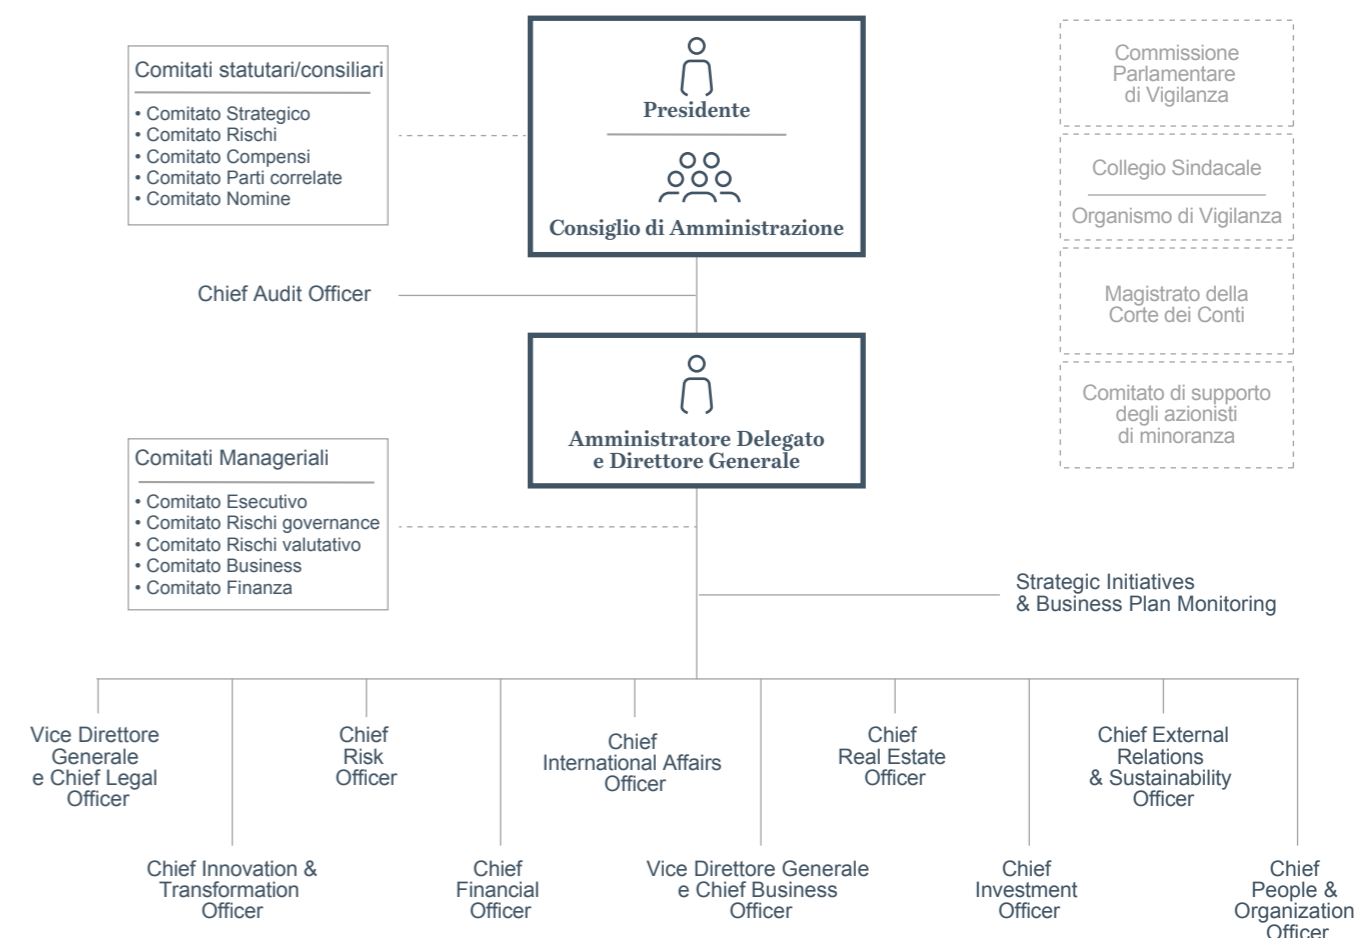 Comitati statutari/consiliari
• Comitato Strategico
• Comitato Rischi
• Comitato Compensi
• Comitato Parti correlate
• Comitato Nomine
Presidente
Consiglio di Amministrazione
Commissione
Parlamentare
di Vigilanza
Collegio Sindacale
Organismo di Vigilanza
Magistrato della
Corte dei Conti
Comitato di supporto
degli azionisti
di minoranza
Chief Audit Officer
Amministratore Delegato
e Direttore Generale
Comitati Manageriali
• Comitato Esecutivo
• Comitato Rischi governance
• Comitato Rischi valutativo
• Comitato Business
• Comitato Finanza
Strategic Initiatives
& Business Plan Monitoring
Vice Direttore
Generale
e Chief Legal
Officer
Chief
Risk
Officer
Chief
International Affairs
Officer
Chief
Real Estate
Officer
Chief External
Relations
& Sustainability
Officer
Chief Innovation &
Transformation
Officer
Chief
Financial
Officer
Vice Direttore Generale
e Chief Business
Officer
Chief
Investment
Officer
Chief
People &
Organization
Officer